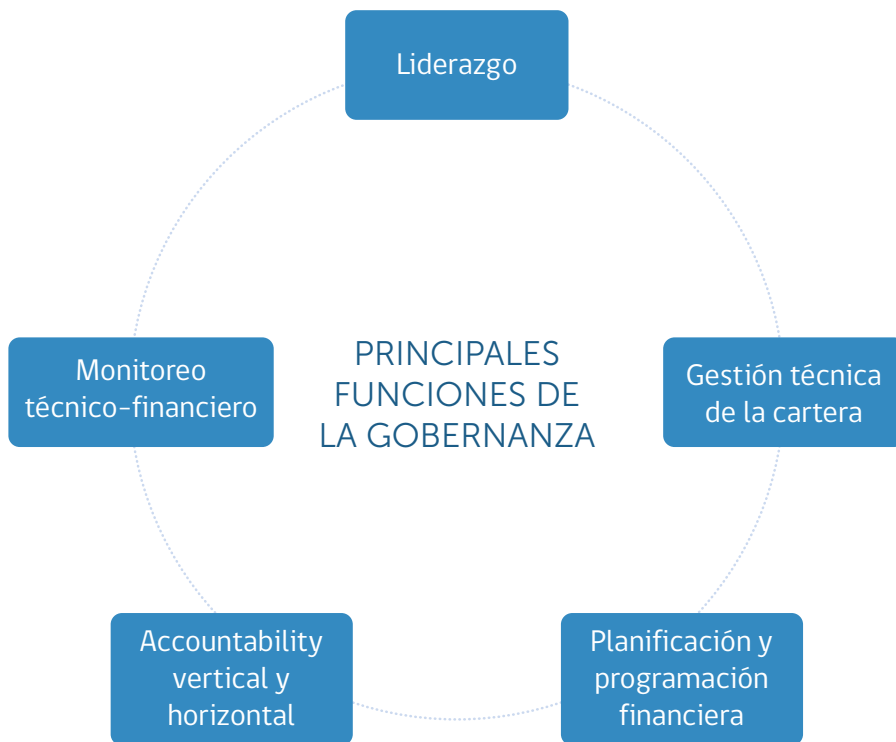 Liderazgo
Monitoreo
técnico-financiero
PRINCIPALES
FUNCIONES DE
LA GOBERNANZA
Gestión técnica
de la cartera
Accountability
vertical y
horizontal
Planificación y
programación
financiera